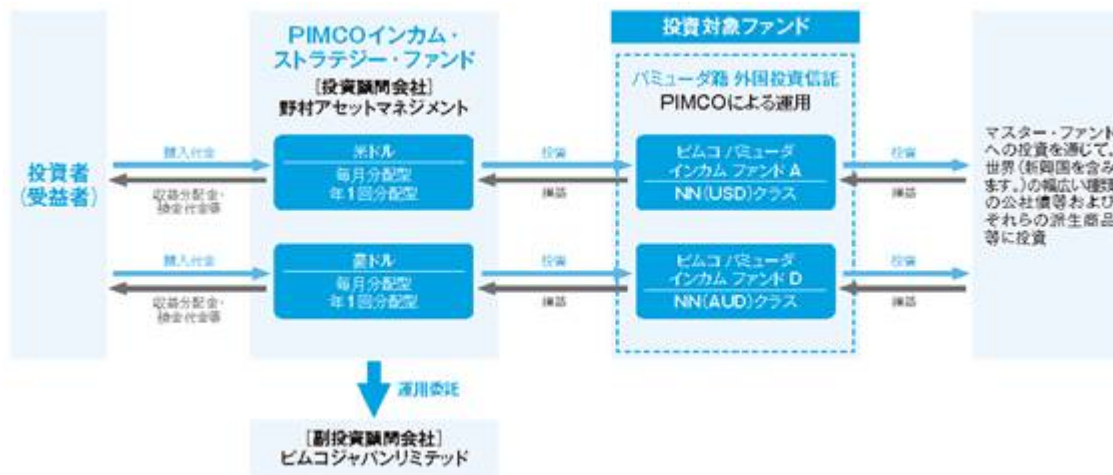 投資者
(受益者)
購入代金
収益分配金・
換金代金等
購入代金
収益分配金・
換金代金等
PIMCOインカム・
ストラテジー・ファンド
[投資顧問会社]
野村アセットマネジメント
米ドル
毎月分配型
年1回分配型
豪ドル
毎月分配型
年1回分配型
運用委託
[副投資顧問会社]
ピムコジャパンリミテッド
投資
損益
投資
損益
投資対象ファンド
バミューダ籍 外国投資信託
PIMCOによる運用
ピムコ バミューダ
インカム ファンド A
NN(USD)クラス
ピムコ バミューダ
インカム ファンド D
NN(AUD)クラス
投資
損益
投資
損益
マスター・ファンド
への投資を通じて、
世界(新興国を含み
ます。)の幅広い種類
の公社債等および
それらの派生商品
等に投資